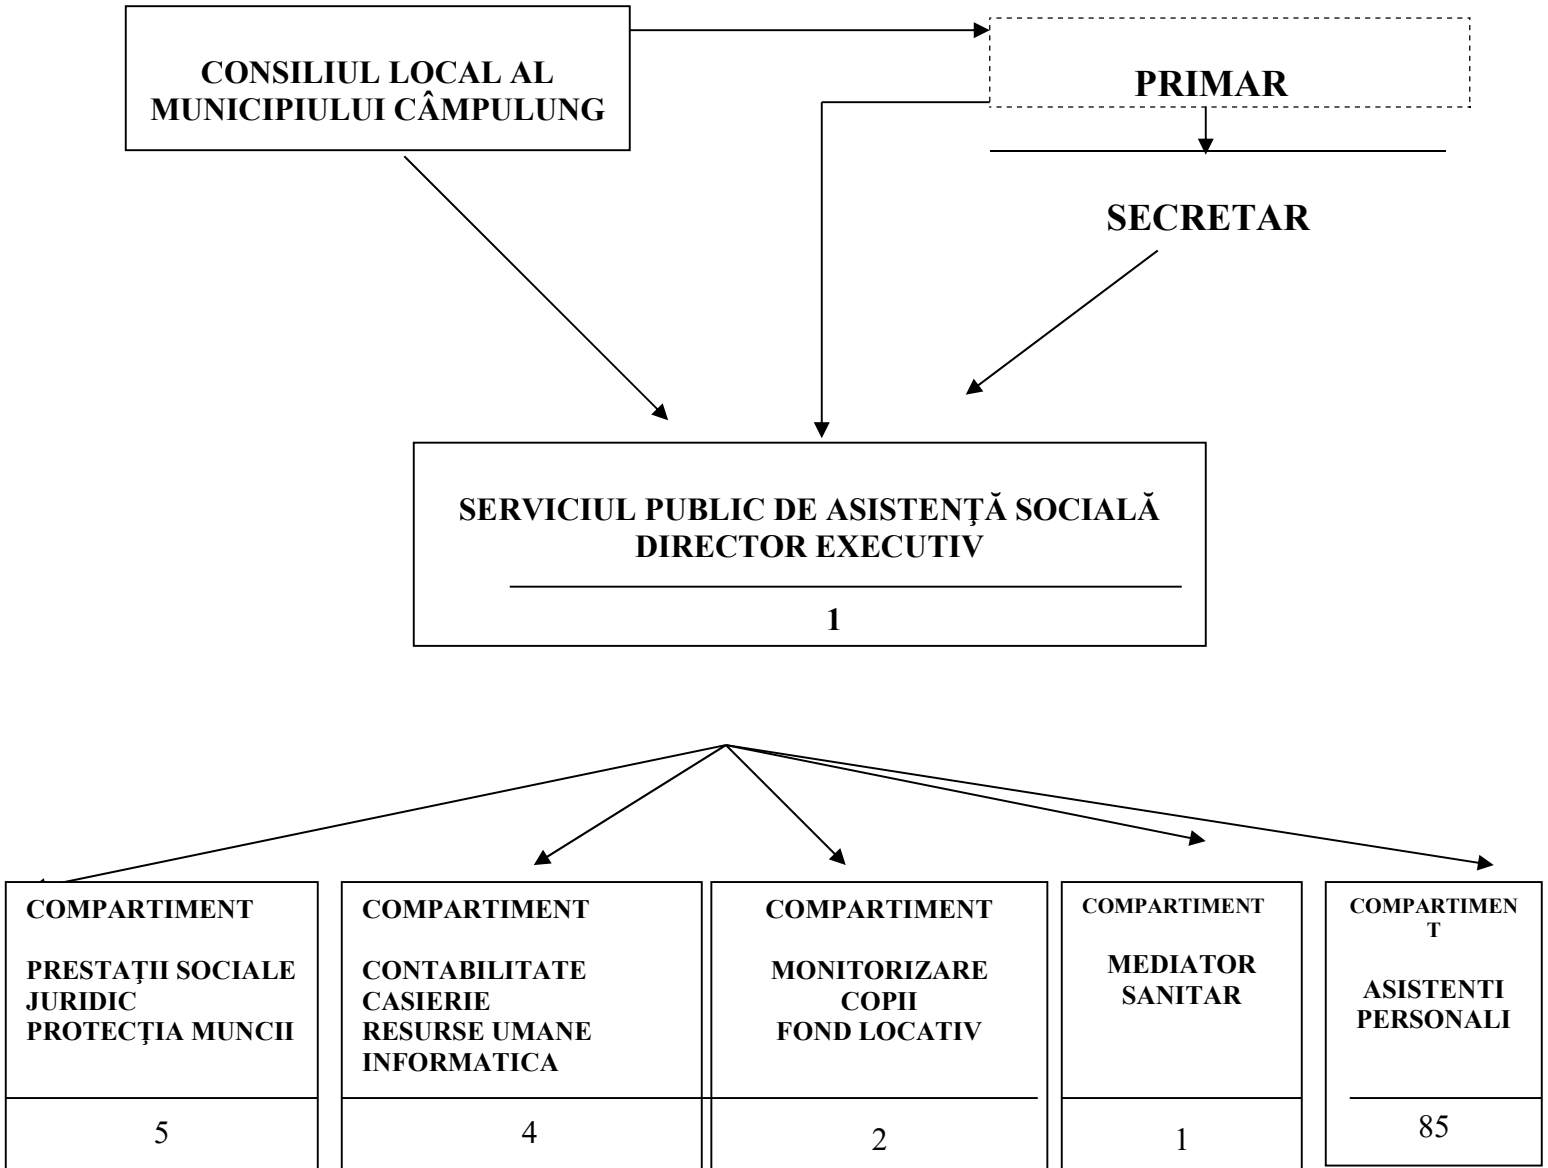 CONSILIUL LOCAL AL
MUNICIPIULUI CÂMPULUNG
PRIMAR
SECRETAR
SERVICIUL PUBLIC DE ASISTENŢĂ SOCIALĂ
DIRECTOR EXECUTIV
1
COMPARTIMENT
PRESTAŢII SOCIALE
JURIDIC
PROTECŢIA MUNCII
5
COMPARTIMENT
CONTABILITATE
CASIERIE
RESURSE UMANE
INFORMATICA
4
COMPARTIMENT
MONITORIZARE
COPII
FOND LOCATIV
2
COMPARTIMENT
MEDIATOR
SANITAR
1
COMPARTIMEN
T
ASISTENTI
PERSONALI
85